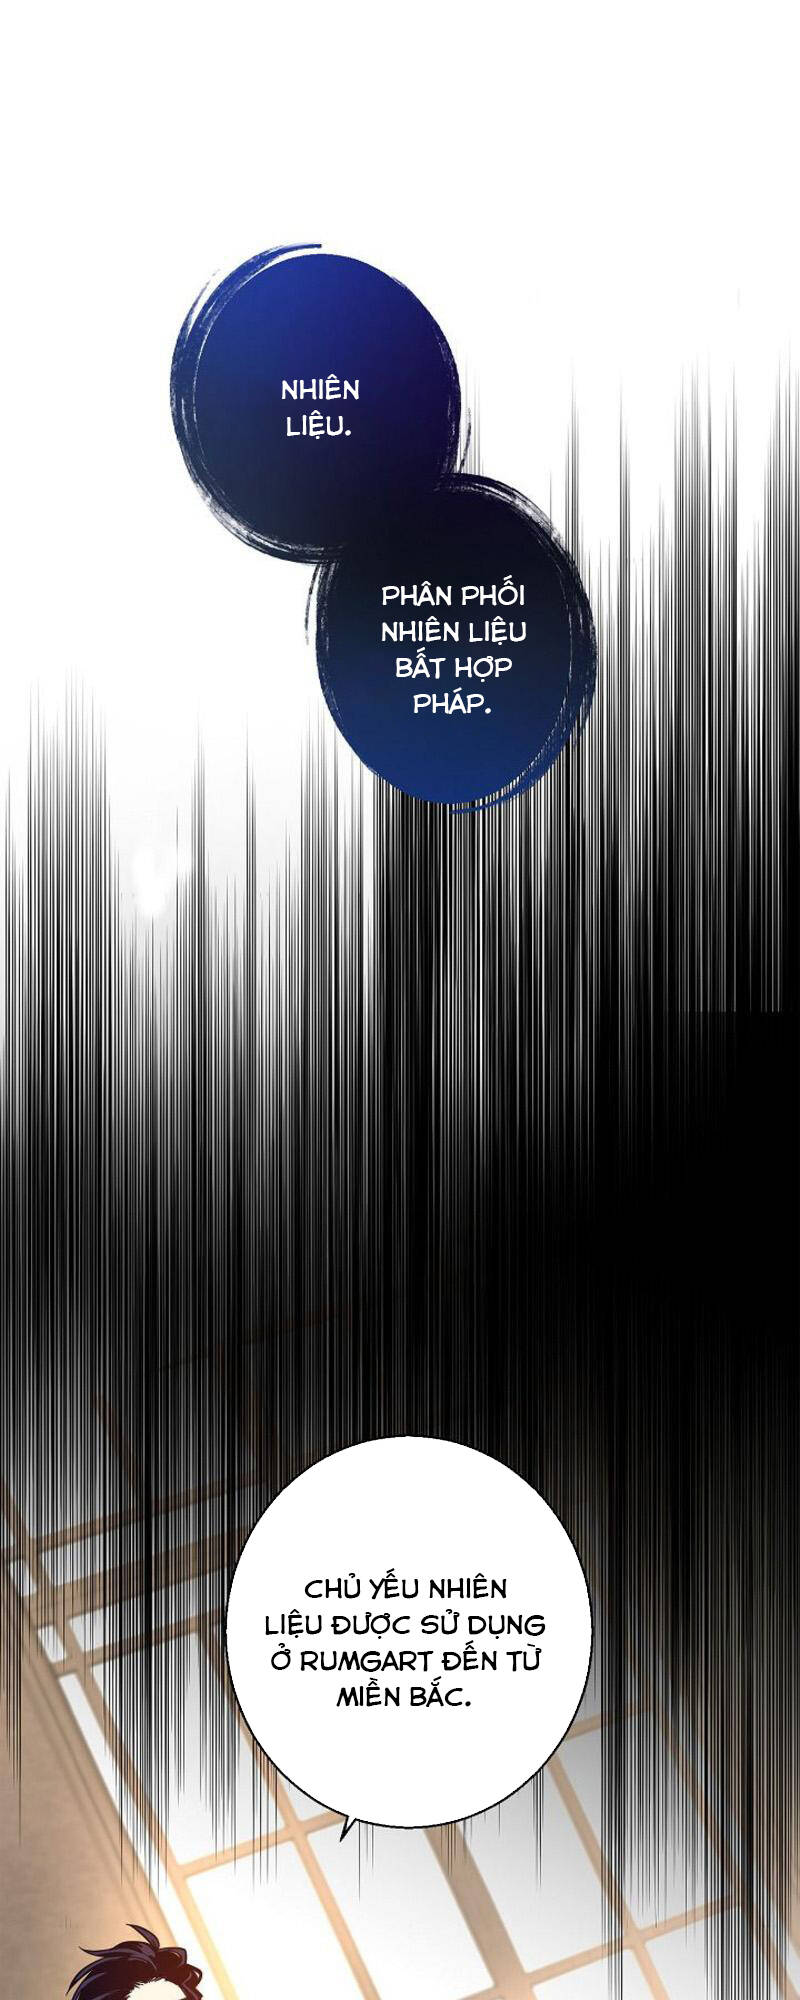 NHIÊN
LIỆU.
PHÂN PHỐI
NHIÊN LIỆU
BẤT HỢP
PHÁP.
CHỦ YẾU NHIÊN
LIỆU ĐƯỢC SỬ DỤNG
Ở RUMGART ĐẾN TỪ
MIỀN BẮC.